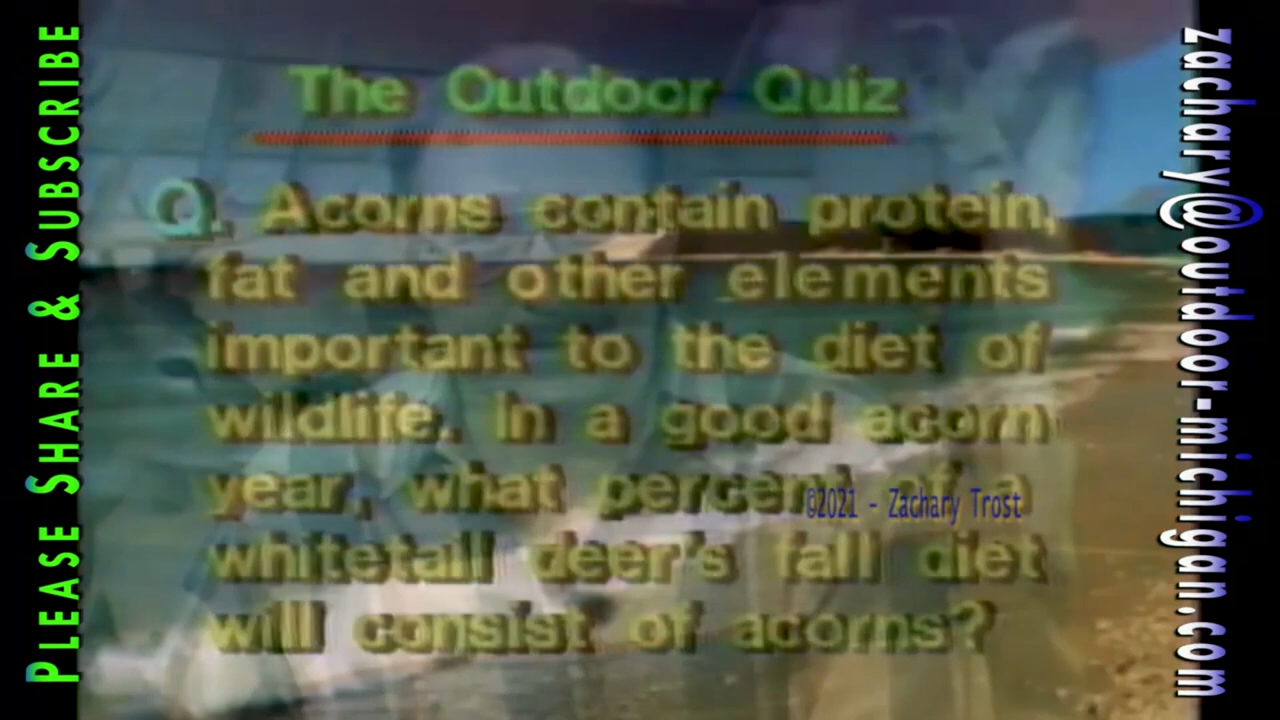 PLEASE SHARE & SUBSCRIBE
The Outdoor Quiz
Q. Acorns contain protein,
fat and other elements
important to the diet of
wildlife. In a good acorn
year, what percent of a
whitetail deer's fall diet
will consist of acorns?
©2021 - Zachary Trost
zachary@outdoor-michigan.com